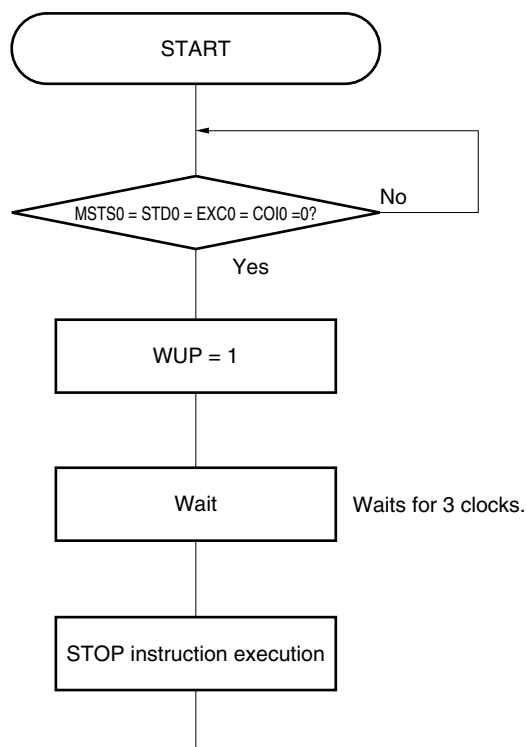 START
MSTS0 = STD0 = EXC0 = COI0 =0?
No
Yes
WUP = 1
Wait
Waits for 3 clocks.
STOP instruction execution